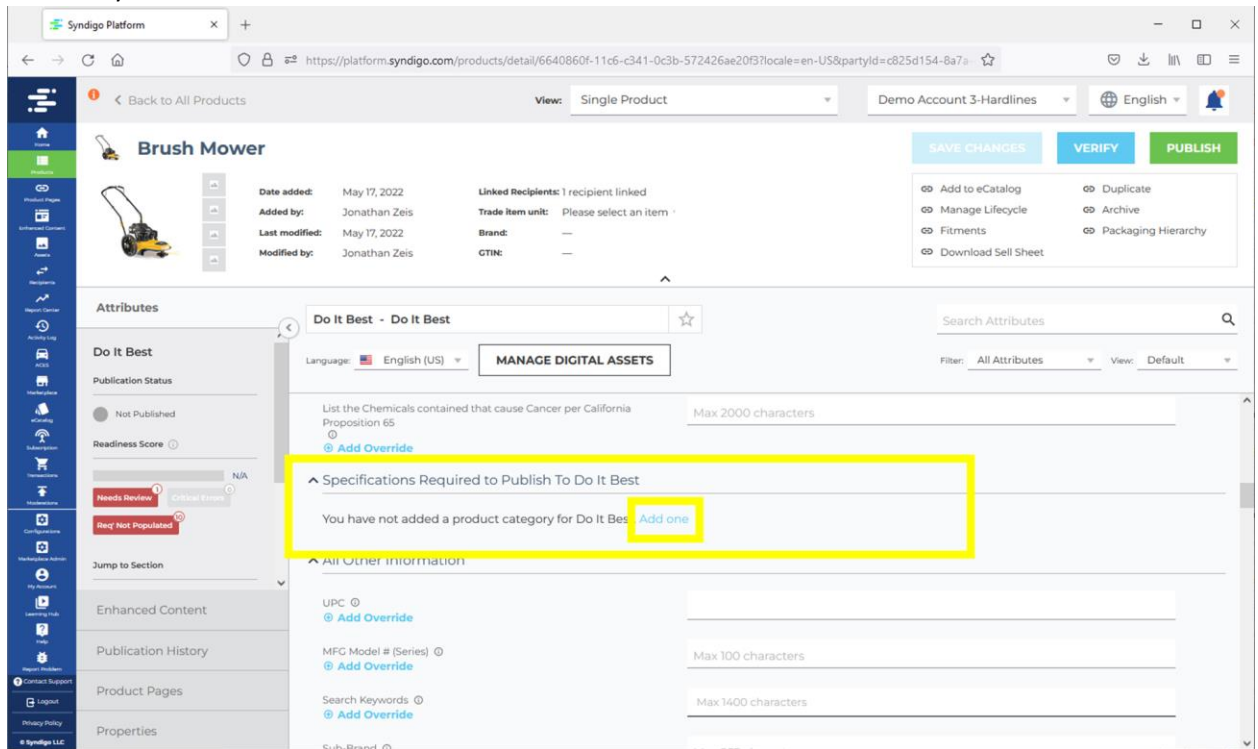 Syndigo Platform
https://platform.syndigo.com/products/detail/6640860f-11c6-c341-0c3b-572426ae20f3?locale=en-US&partyId=c825d154-8a7a-
Back to All Products
View: Single Product
Demo Account 3-Hardlines
English
Brush Mower
SAVE CHANGES
VERIFY
PUBLISH
Date added: May 17, 2022
Added by: Jonathan Zeis
Last modified: May 17, 2022
Modified by: Jonathan Zeis
Linked Recipients: 1 recipient linked
Trade item unit: Please select an item
Brand: —
GTIN: —
Add to eCatalog
Manage Lifecycle
Fitments
Download Sell Sheet
Duplicate
Archive
Packaging Hierarchy
Home
Products
Product Pages
Enhanced Content
Assets
Recipients
Report Center
Activity Log
ACES
Marketplace
eCatalog
Subscription
Transactions
Moderations
Configurations
Marketplace Admin
My Account
Learning Hub
Help
Report Problem
Contact Support
Logout
Privacy Policy
© Syndigo LLC
Attributes
Do It Best
Publication Status
Not Published
Readiness Score
N/A
Needs Review 1
Critical Errors 0
Req' Not Populated 10
Jump to Section
Enhanced Content
Publication History
Product Pages
Properties
Do It Best - Do It Best
Search Attributes
Language: English (US)
MANAGE DIGITAL ASSETS
Filter: All Attributes
View: Default
List the Chemicals contained that cause Cancer per California
Proposition 65
Max 2000 characters
Add Override
Specifications Required to Publish To Do It Best
You have not added a product category for Do It Bes Add one
All Other Information
UPC
Add Override
MFG Model # (Series)
Max 100 characters
Add Override
Search Keywords
Max 1400 characters
Add Override
Sub-Brand